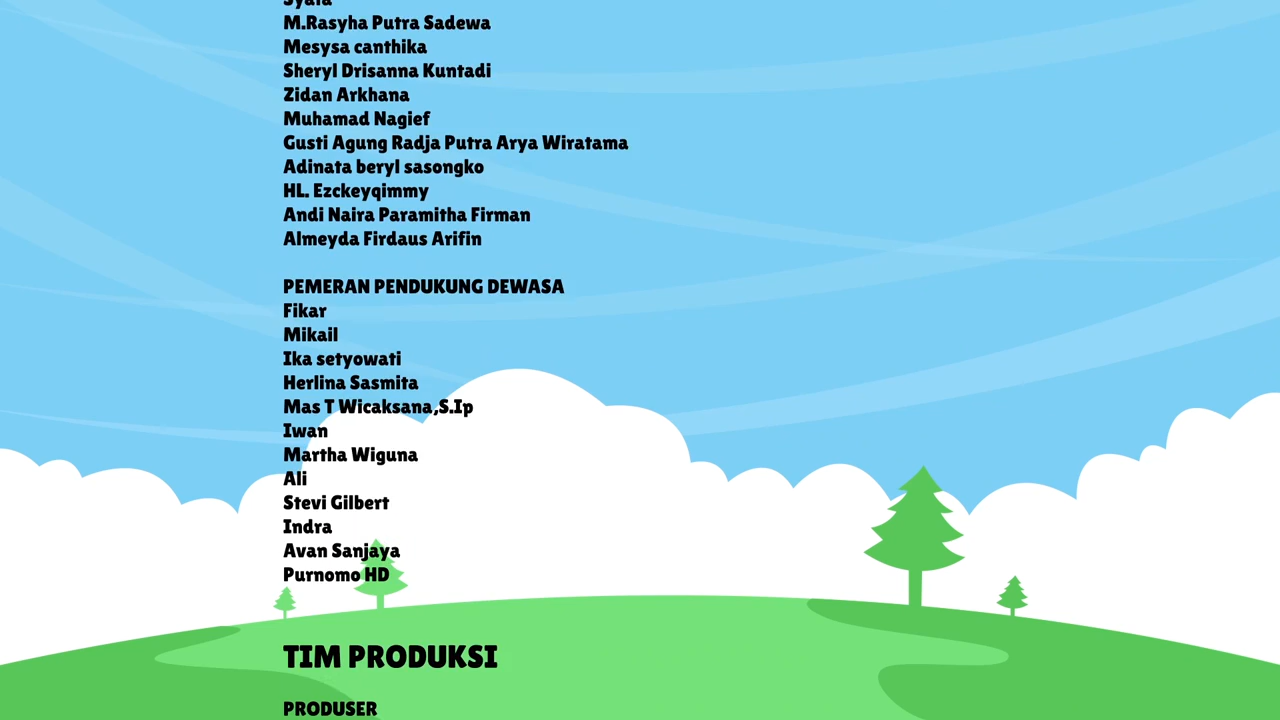 Syafa
M.Rasyha Putra Sadewa
Mesysa canthika
Sheryl Drisanna Kuntadi
Zidan Arkhana
Muhamad Nagief
Gusti Agung Radja Putra Arya Wiratama
Adinata beryl sasongko
HL. Ezckeyqimmy
Andi Naira Paramitha Firman
Almeyda Firdaus Arifin
PEMERAN PENDUKUNG DEWASA
Fikar
Mikail
Ika setyowati
Herlina Sasmita
Mas T Wicaksana,S.Ip
Iwan
Martha Wiguna
Ali
Stevi Gilbert
Indra
Avan Sanjaya
Purnomo HD
TIM PRODUKSI
PRODUSER